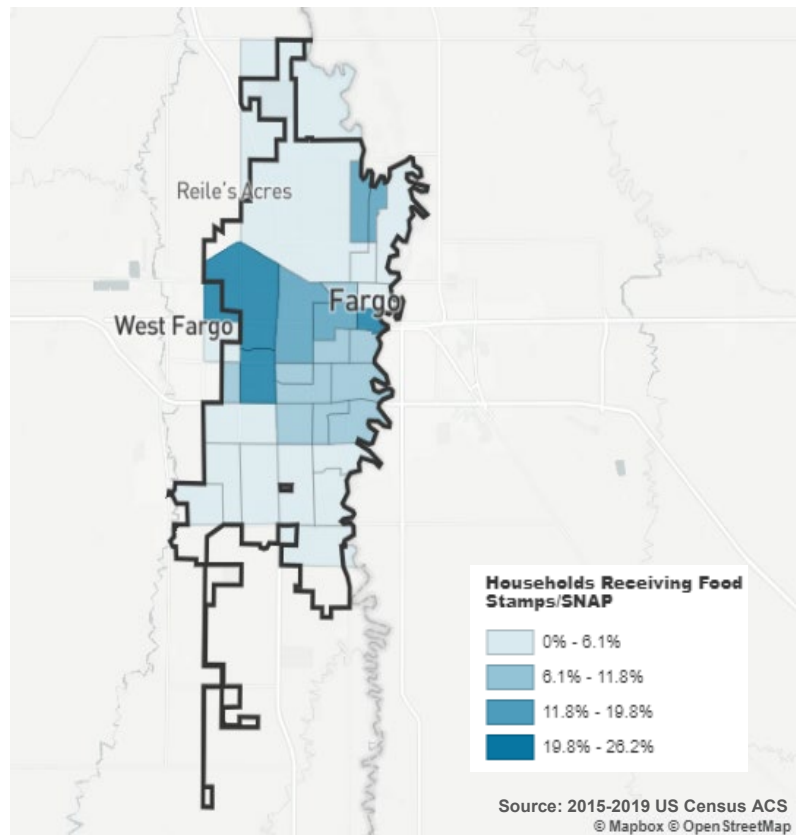 Reile's Acres
Fargo
West Fargo
Households Receiving Food
Stamps/SNAP
0% - 6.1%
6.1% - 11.8%
11.8% - 19.8%
19.8% - 26.2%
Source: 2015-2019 US Census ACS
© Mapbox © OpenStreetMap